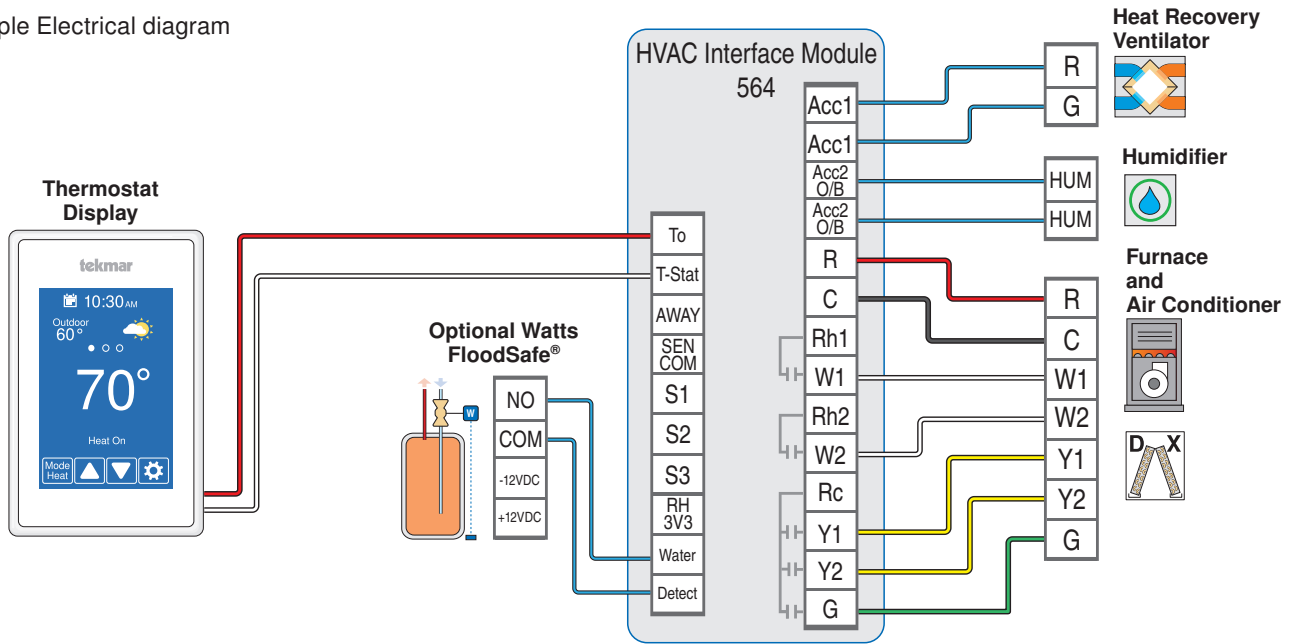 ple Electrical diagram
Thermostat
Display
tekmar
10:30 AM
Outdoor
60°
70°
Heat On
Mode
Heat
Optional Watts
FloodSafe®
W
NO
COM
-12VDC
+12VDC
HVAC Interface Module
564
To
T-Stat
AWAY
SEN
COM
S1
S2
S3
RH
3V3
Water
Detect
Acc1
Acc1
Acc2
O/B
Acc2
O/B
R
C
Rh1
W1
Rh2
W2
Rc
Y1
Y2
G
Heat Recovery
Ventilator
R
G
Humidifier
HUM
HUM
Furnace
and
Air Conditioner
R
C
W1
W2
Y1
Y2
G
D X